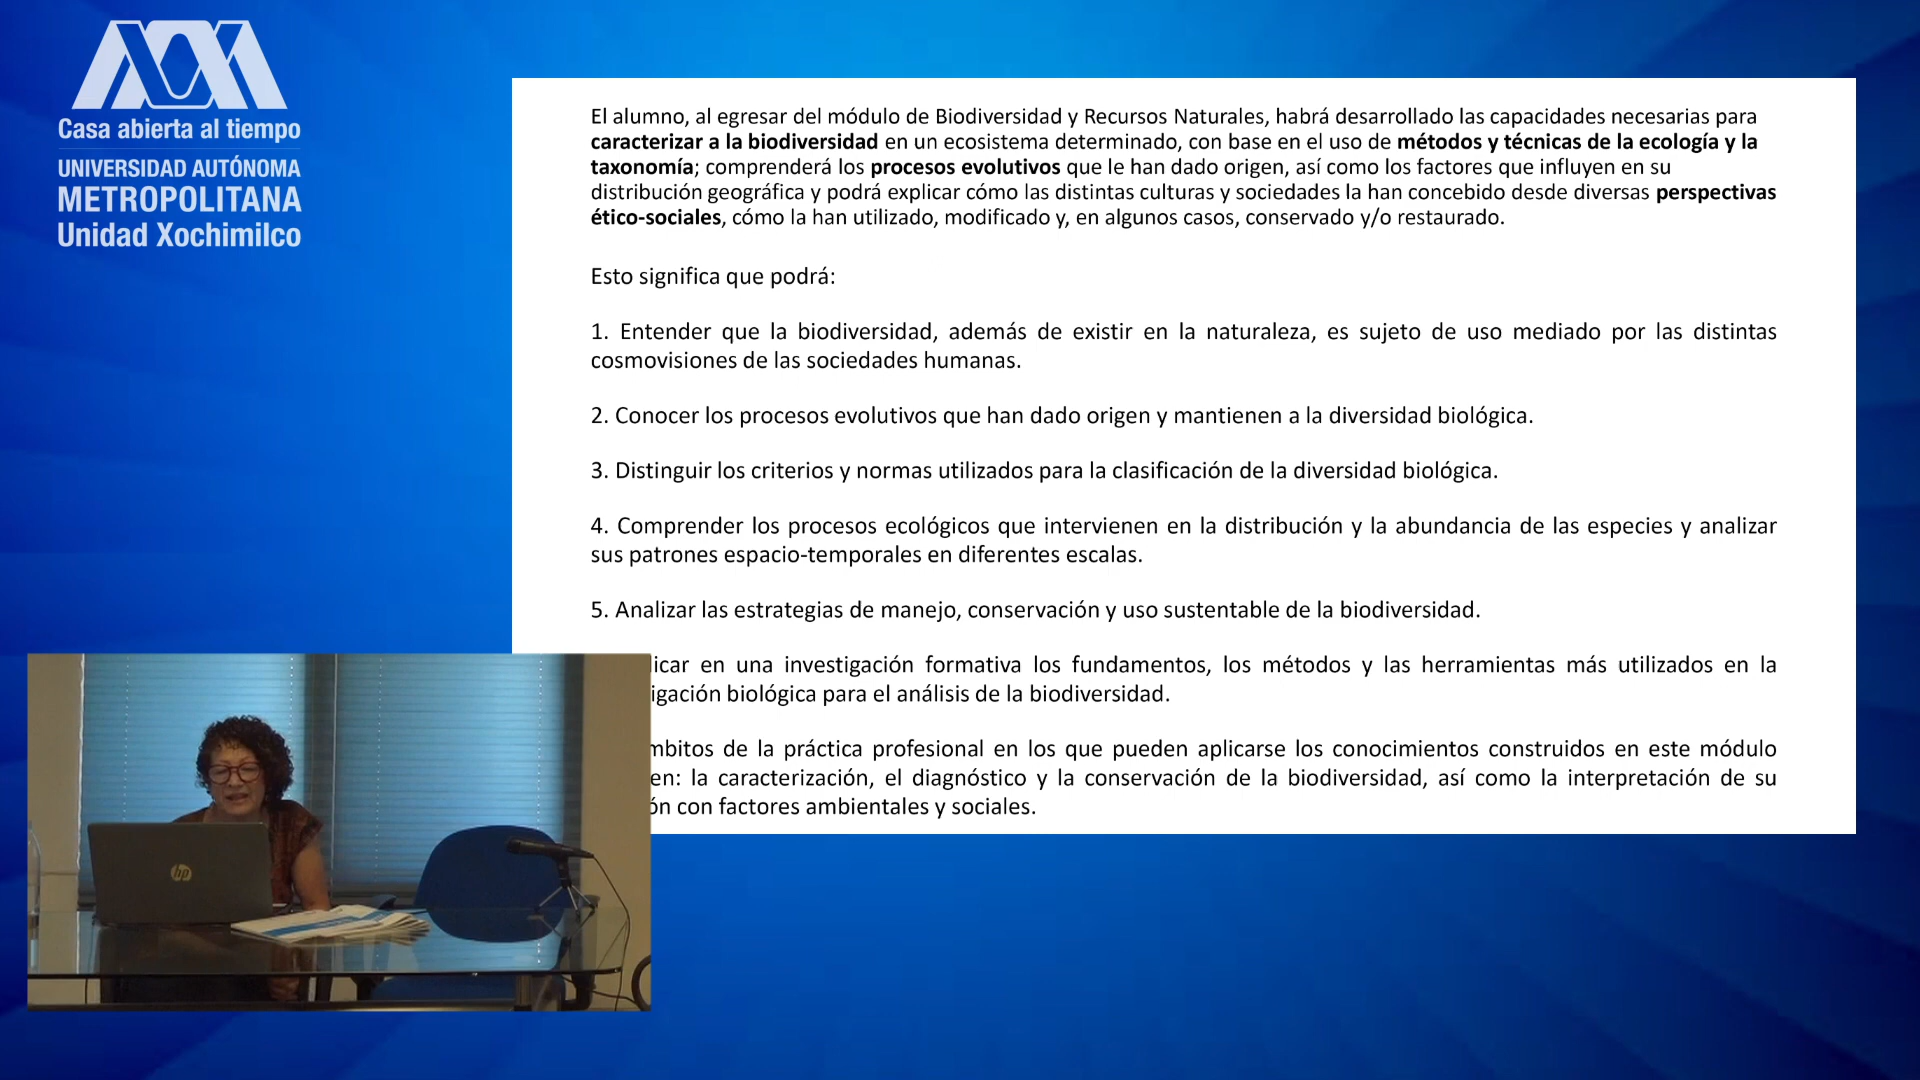 Casa abierta al tiempo
UNIVERSIDAD AUTÓNOMA
METROPOLITANA
Unidad Xochimilco
El alumno, al egresar del módulo de Biodiversidad y Recursos Naturales, habrá desarrollado las capacidades necesarias para
caracterizar a la biodiversidad en un ecosistema determinado, con base en el uso de métodos y técnicas de la ecología y la
taxonomía; comprenderá los procesos evolutivos que le han dado origen, así como los factores que influyen en su
distribución geográfica y podrá explicar cómo las distintas culturas y sociedades la han concebido desde diversas perspectivas
ético-sociales, cómo la han utilizado, modificado y, en algunos casos, conservado y/o restaurado.
Esto significa que podrá:
1. Entender que la biodiversidad, además de existir en la naturaleza, es sujeto de uso mediado por las distintas
cosmovisiones de las sociedades humanas.
2. Conocer los procesos evolutivos que han dado origen y mantienen a la diversidad biológica.
3. Distinguir los criterios y normas utilizados para la clasificación de la diversidad biológica.
4. Comprender los procesos ecológicos que intervienen en la distribución y la abundancia de las especies y analizar
sus patrones espacio-temporales en diferentes escalas.
5. Analizar las estrategias de manejo, conservación y uso sustentable de la biodiversidad.
en una investigación formativa los fundamentos, los métodos y las herramientas más utilizados en la
biológica para el análisis de la biodiversidad.
de la práctica profesional en los que pueden aplicarse los conocimientos construidos en este módulo
la caracterización, el diagnóstico y la conservación de la biodiversidad, así como la interpretación de su
con factores ambientales y sociales.
hp